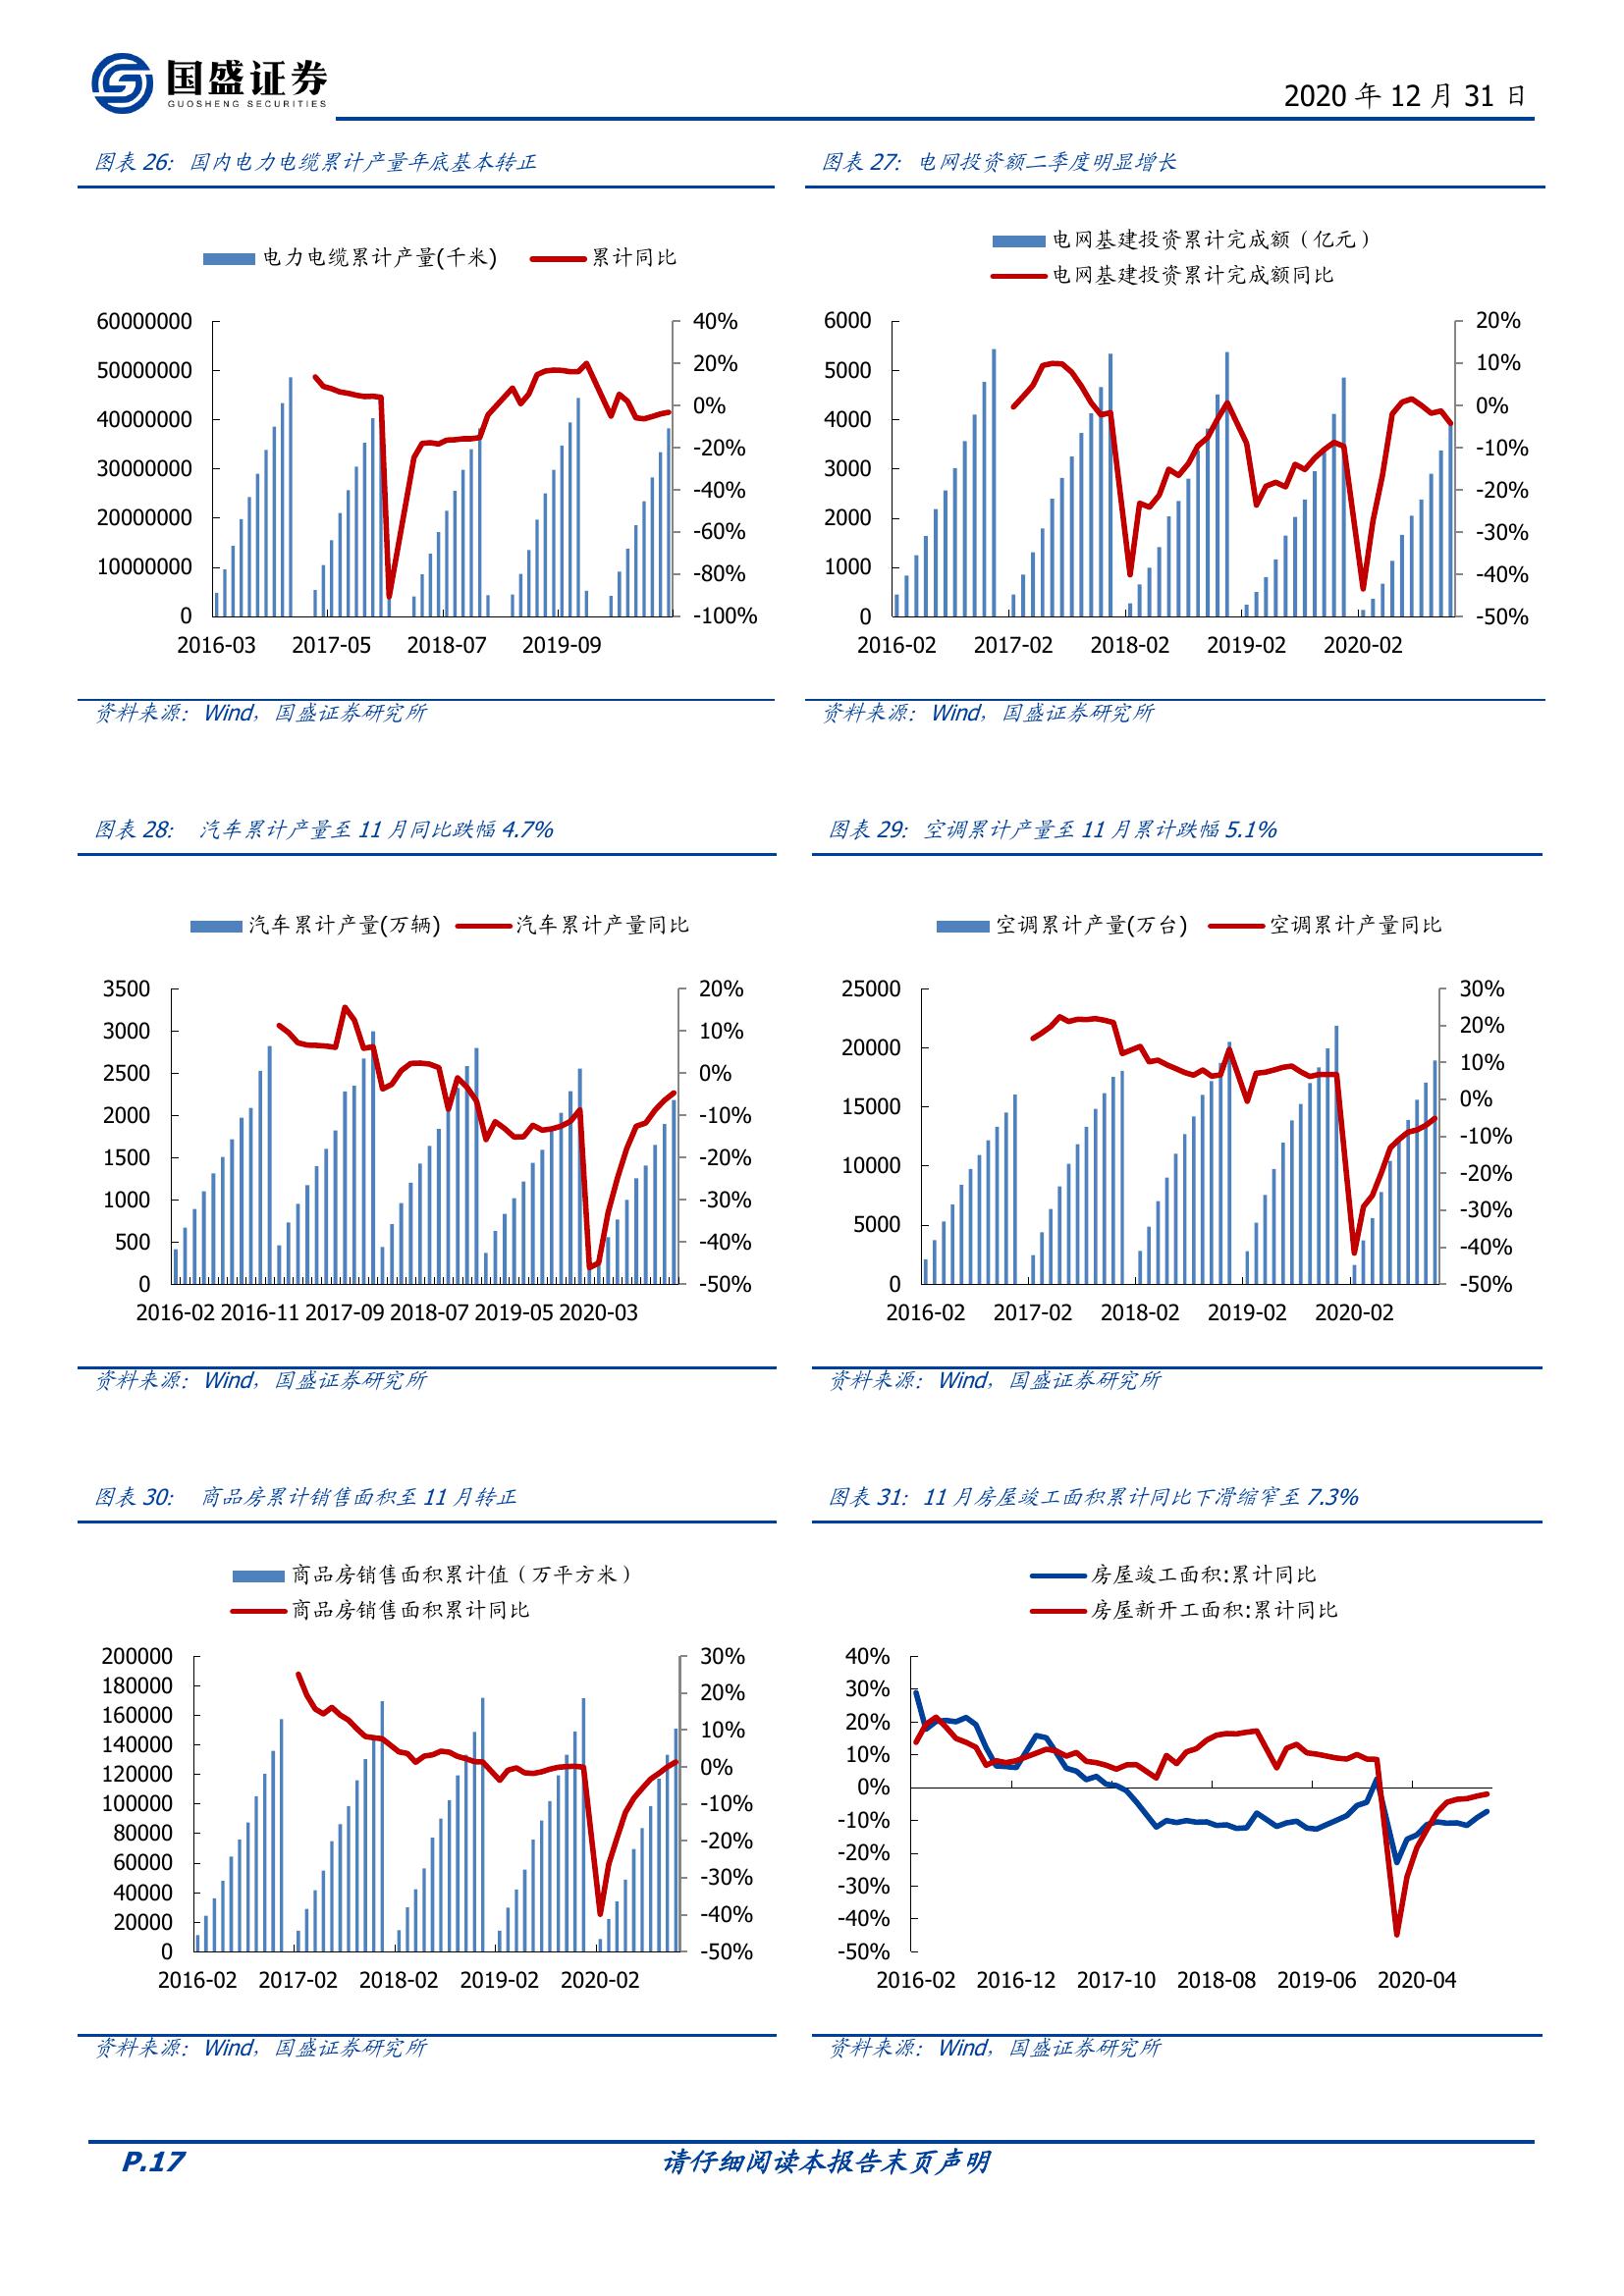 国盛证券
GUOSHENG SECURITIES
2020 年 12 月 31 日
图表 26: 国内电力电缆累计产量年底基本转正
电力电缆累计产量(千米) 累计同比
60000000 40%
50000000 20%
40000000 0%
30000000 -20%
20000000 -40%
10000000 -60%
0 -80%
-100%
2016-03 2017-05 2018-07 2019-09
资料来源：Wind，国盛证券研究所
图表 27: 电网投资额二季度明显增长
电网基建投资累计完成额（亿元）
电网基建投资累计完成额同比
6000 20%
5000 10%
4000 0%
3000 -10%
2000 -20%
1000 -30%
0 -40%
-50%
2016-02 2017-02 2018-02 2019-02 2020-02
资料来源：Wind，国盛证券研究所
图表 28: 汽车累计产量至 11 月同比跌幅 4.7%
汽车累计产量(万辆) 汽车累计产量同比
3500 20%
3000 10%
2500 0%
2000 -10%
1500 -20%
1000 -30%
500 -40%
0 -50%
2016-02 2016-11 2017-09 2018-07 2019-05 2020-03
资料来源：Wind，国盛证券研究所
图表 29: 空调累计产量至 11 月累计跌幅 5.1%
空调累计产量(万台) 空调累计产量同比
25000 30%
20000 20%
15000 10%
10000 0%
5000 -10%
0 -20%
-30%
-40%
-50%
2016-02 2017-02 2018-02 2019-02 2020-02
资料来源：Wind，国盛证券研究所
图表 30: 商品房累计销售面积至 11 月转正
商品房销售面积累计值（万平方米）
商品房销售面积累计同比
200000 30%
180000 20%
160000 10%
140000 0%
120000 -10%
100000 -20%
80000 -30%
60000 -40%
40000 -50%
20000
0
2016-02 2017-02 2018-02 2019-02 2020-02
资料来源：Wind，国盛证券研究所
图表 31: 11 月房屋竣工面积累计同比下滑缩窄至 7.3%
房屋竣工面积:累计同比
房屋新开工面积:累计同比
40%
30%
20%
10%
0%
-10%
-20%
-30%
-40%
-50%
2016-02 2016-12 2017-10 2018-08 2019-06 2020-04
资料来源：Wind，国盛证券研究所
P.17 请仔细阅读本报告末页声明